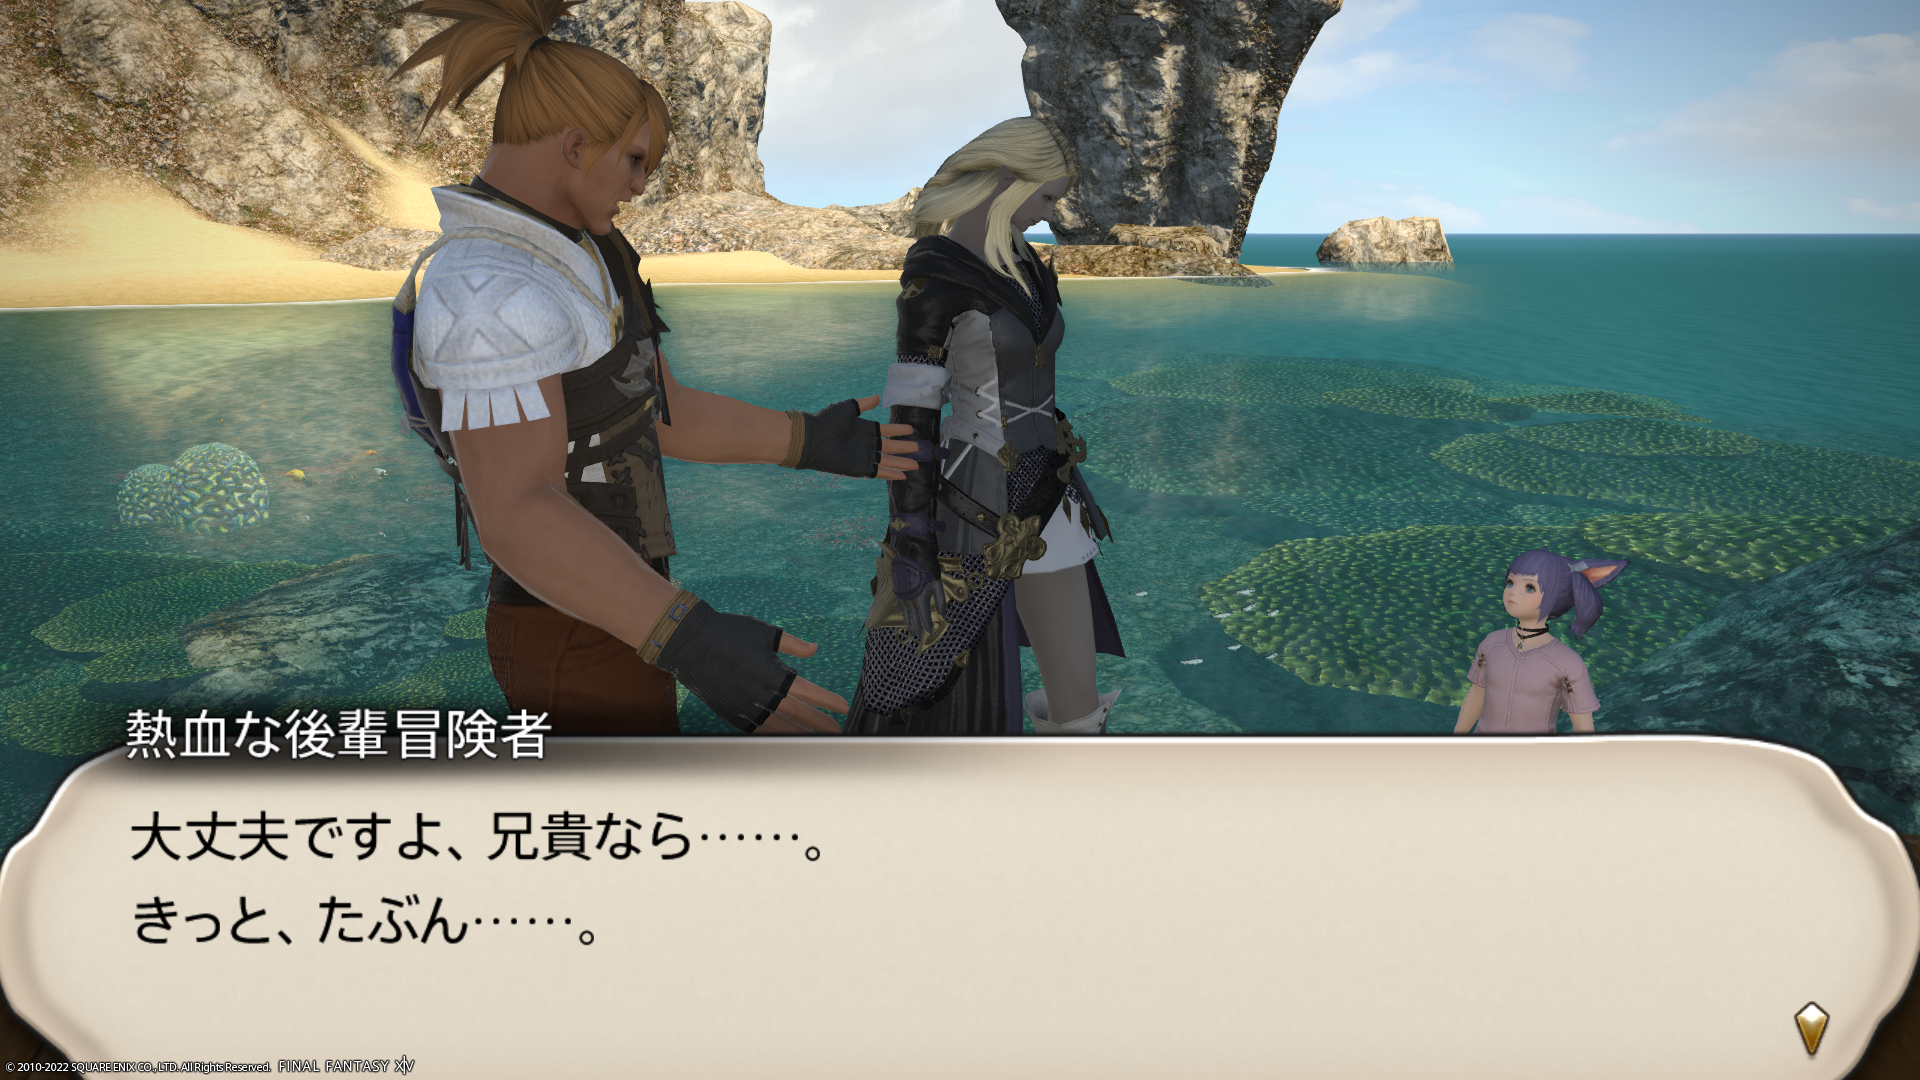 熱血な後輩冒険者
大丈夫ですよ、兄貴なら……。
きっと、たぶん……。
© 2010-2022 SQUARE ENIX CO., LTD. All Rights Reserved. FINAL FANTASY XIV